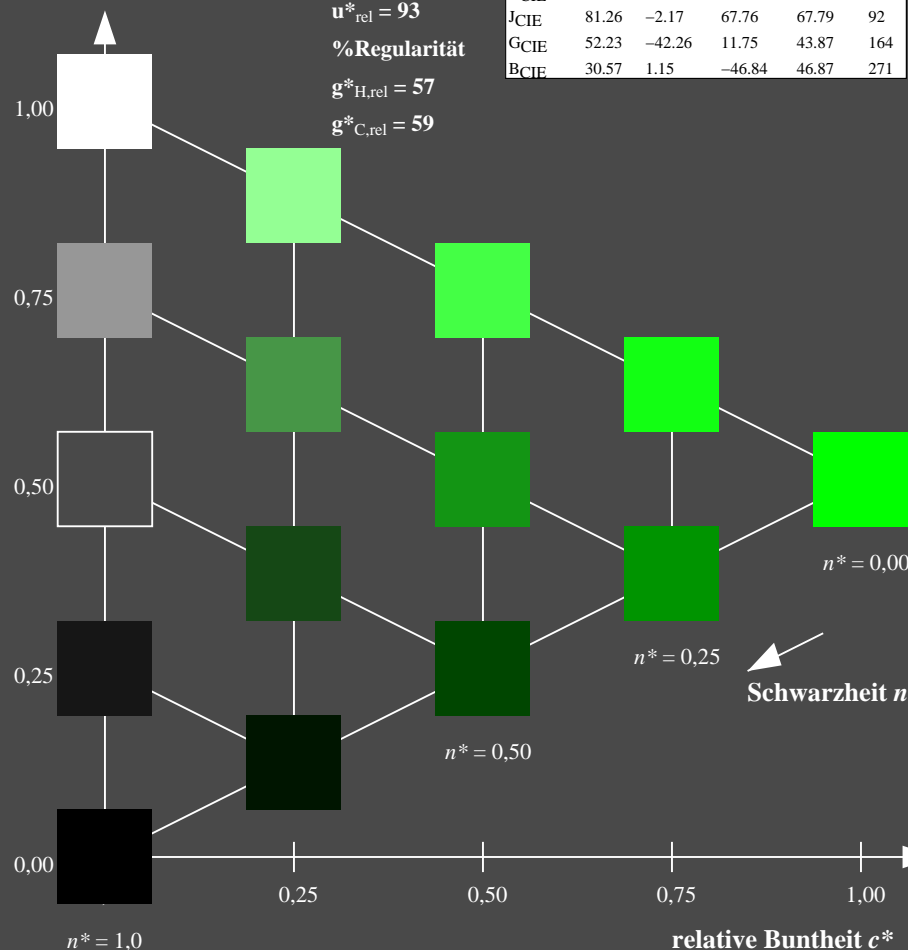 u*rel = 93
%Regularität
g*H,rel = 57
g*C,rel = 59
JCIE 81.26 −2.17 67.76 67.79 92
GCIE 52.23 −42.26 11.75 43.87 164
BCIE 30.57 1.15 −46.84 46.87 271
1,00
0,75
0,50
n* = 0,00
n* = 0,25
0,25
Schwarzheit n
n* = 0,50
0,00
0,25 0,50 0,75 1,00
n* = 1,0
relative Buntheit c*